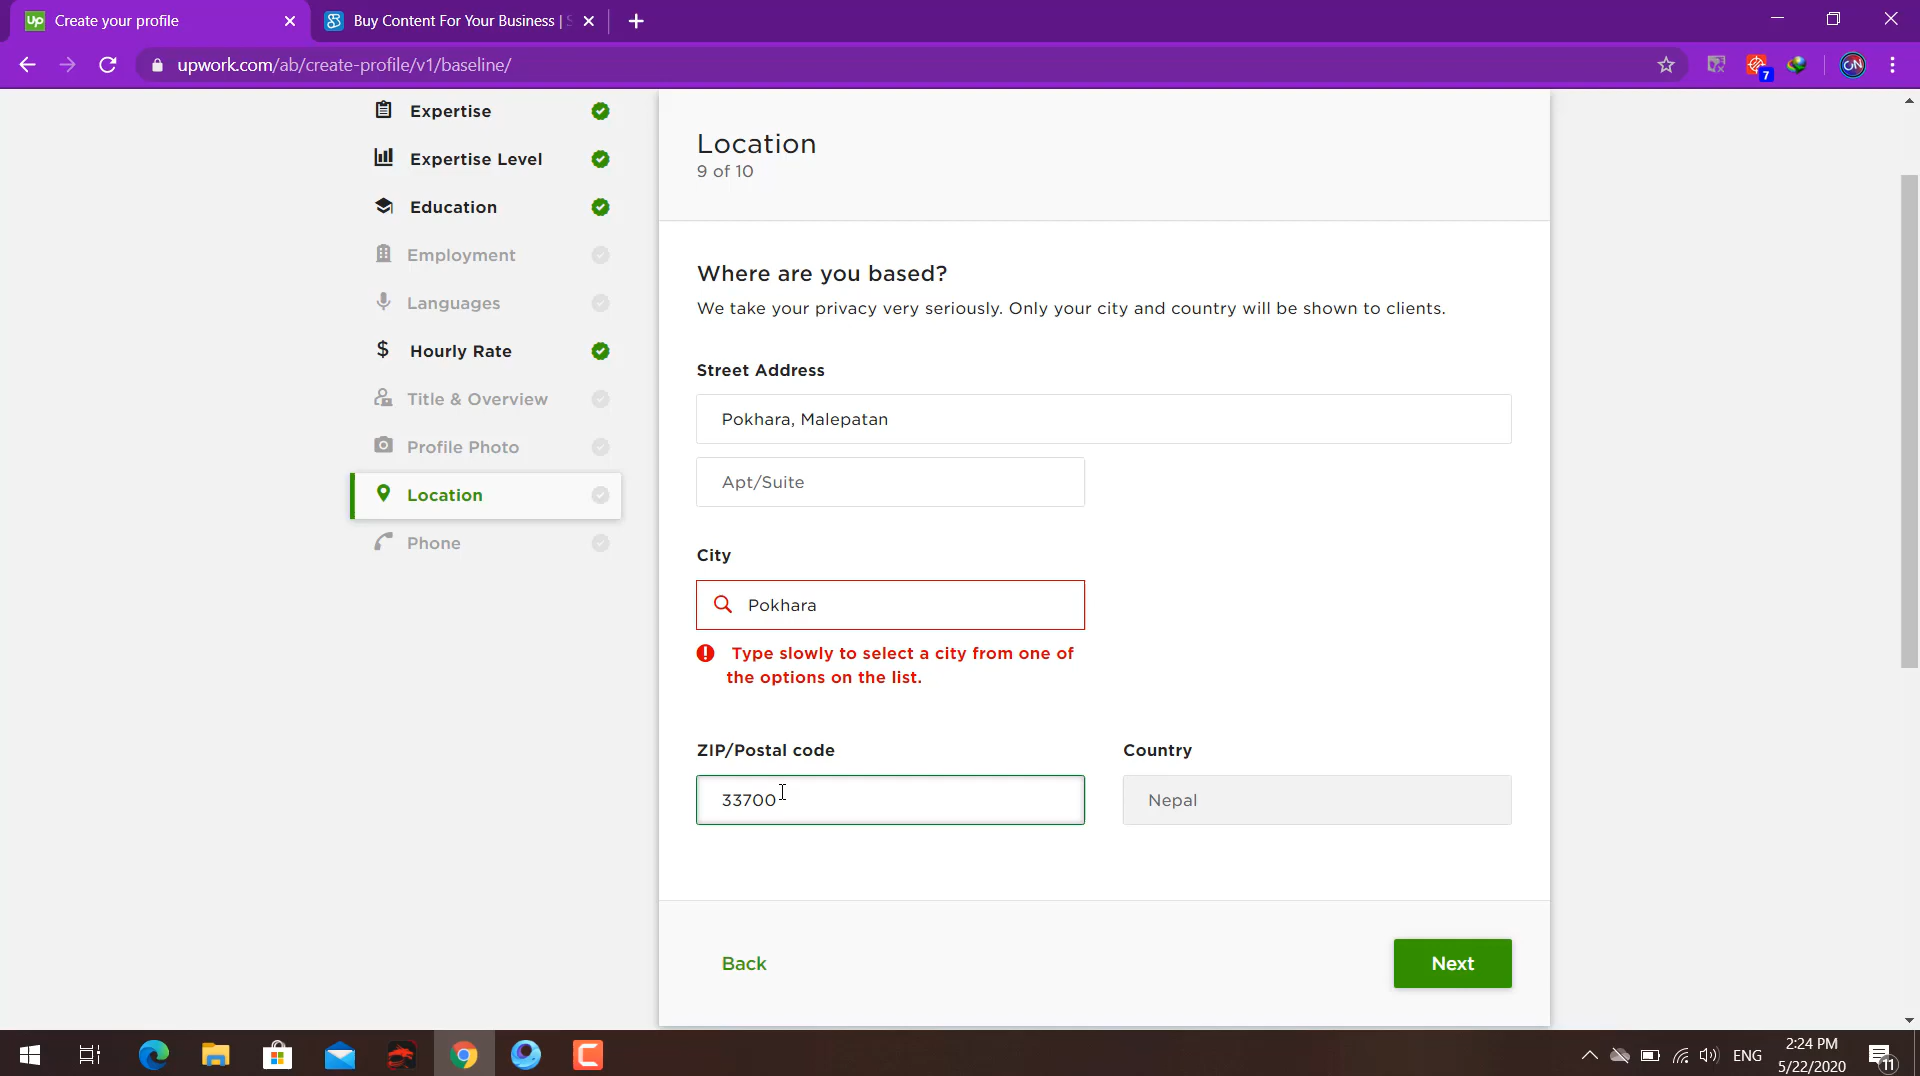 Create your profile
Buy Content For Your Business | S
upwork.com/ab/create-profile/v1/baseline/
7
ON
Expertise
Expertise Level
Education
Employment
Languages
Hourly Rate
Title & Overview
Profile Photo
Location
Phone
Location
9 of 10
Where are you based?
We take your privacy very seriously. Only your city and country will be shown to clients.
Street Address
Pokhara, Malepatan
Apt/Suite
City
Pokhara
Type slowly to select a city from one of
the options on the list.
ZIP/Postal code
Country
33700
Nepal
Back
Next
ENG
2:24 PM
5/22/2020
11